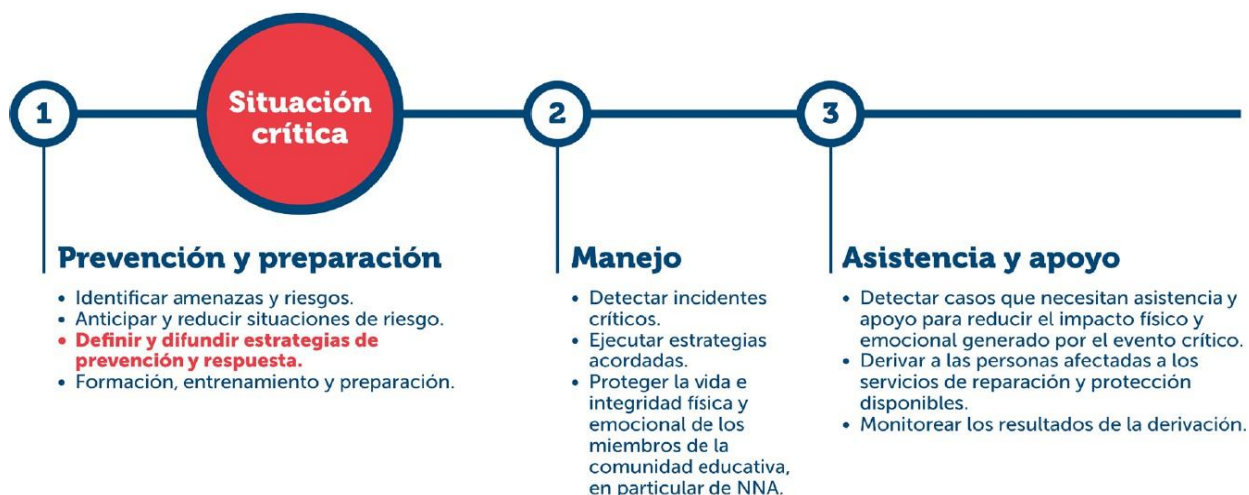 1
Situación
crítica
2
3
Prevención y preparación
• Identificar amenazas y riesgos.
• Anticipar y reducir situaciones de riesgo.
• Definir y difundir estrategias de
prevención y respuesta.
• Formación, entrenamiento y preparación.
Manejo
• Detectar incidentes
críticos.
• Ejecutar estrategias
acordadas.
• Proteger la vida e
integridad física y
emocional de los
miembros de la
comunidad educativa,
en particular de NNA.
Asistencia y apoyo
• Detectar casos que necesitan asistencia y
apoyo para reducir el impacto físico y
emocional generado por el evento crítico.
• Derivar a las personas afectadas a los
servicios de reparación y protección
disponibles.
• Monitorear los resultados de la derivación.